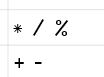 * / %
+ -